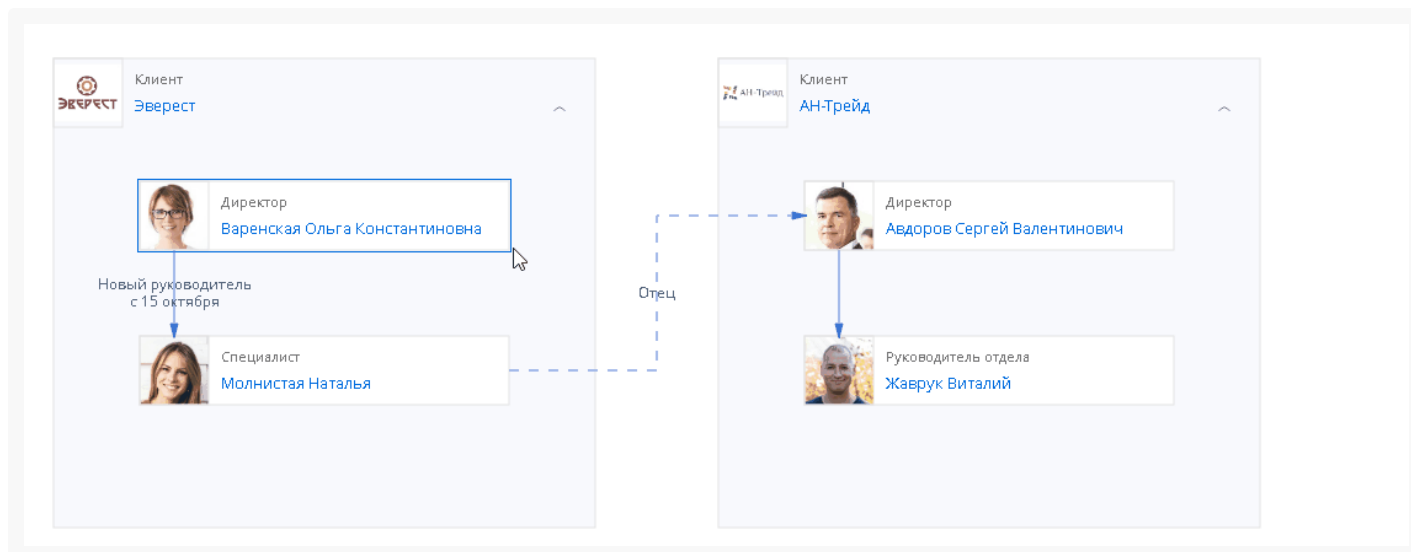 Клиент
ЭВЕРЕСТ
Эверест
Директор
Варенская Ольга Константиновна
Новый руководитель
с 15 октября
Специалист
Молнистая Наталья
Отец
Клиент
АН-Трейд
АН-Трейд
Директор
Авдоров Сергей Валентинович
Руководитель отдела
Жаврук Виталий